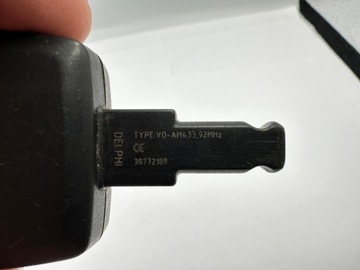 DELPHI
TYPE:VO-AM433,92MHz
CE
30772189